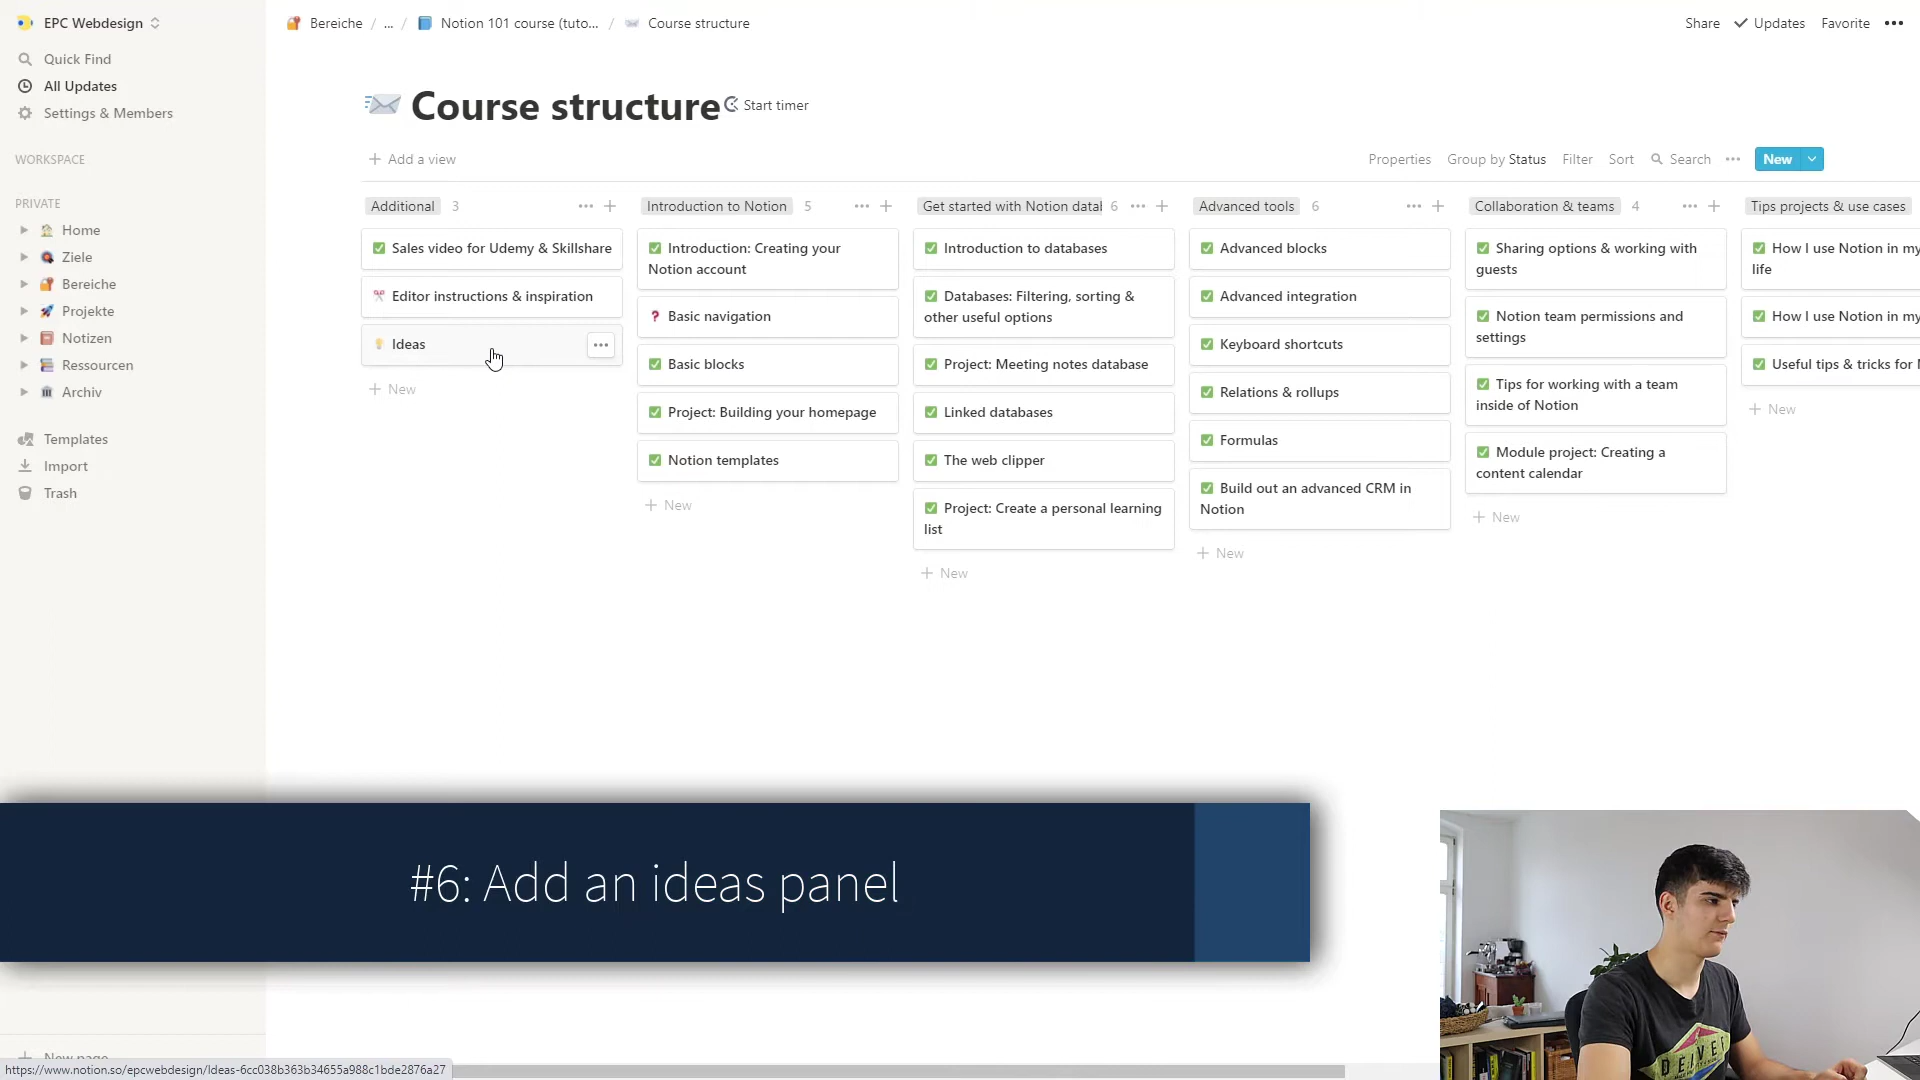 EPC Webdesign
Bereiche / ... / Notion 101 course (tuto... / Course structure
Share
Updates
Favorite
Quick Find
All Updates
Settings & Members
WORKSPACE
PRIVATE
Home
Ziele
Bereiche
Projekte
Notizen
Ressourcen
Archiv
Templates
Import
Trash
New page
Course structure
Start timer
Add a view
Properties
Group by Status
Filter
Sort
Search
New
Additional 3
Sales video for Udemy & Skillshare
Editor instructions & inspiration
Ideas
New
Introduction to Notion 5
Introduction: Creating your
Notion account
Basic navigation
Basic blocks
Project: Building your homepage
Notion templates
New
Get started with Notion datab 6
Introduction to databases
Databases: Filtering, sorting &
other useful options
Project: Meeting notes database
Linked databases
The web clipper
Project: Create a personal learning
list
New
Advanced tools 6
Advanced blocks
Advanced integration
Keyboard shortcuts
Relations & rollups
Formulas
Build out an advanced CRM in
Notion
New
Collaboration & teams 4
Sharing options & working with
guests
Notion team permissions and
settings
Tips for working with a team
inside of Notion
Module project: Creating a
content calendar
New
Tips projects & use cases
How I use Notion in my
life
How I use Notion in my
Useful tips & tricks for
New
#6: Add an ideas panel
https://www.notion.so/epcwebdesign/Ideas-6cc038b363b34655a988c1bde2876a27